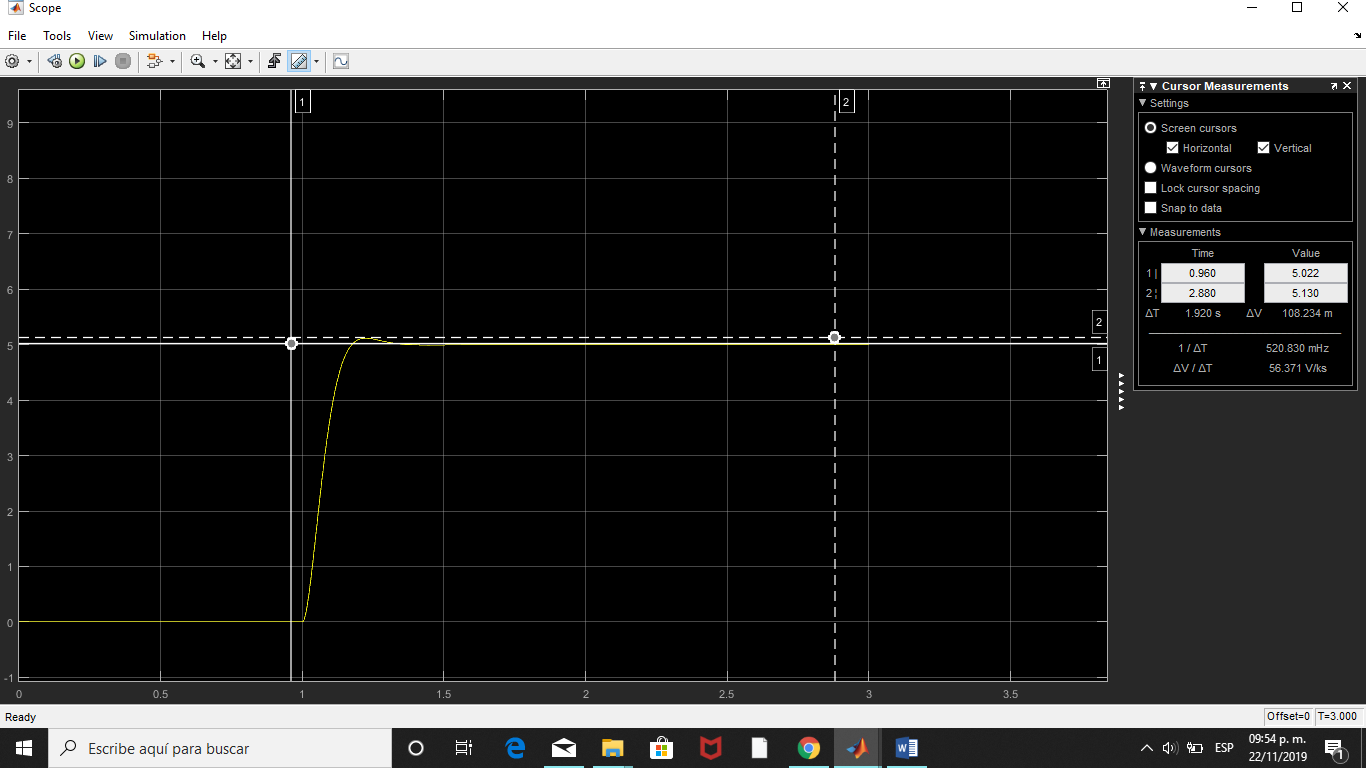 Scope
File Tools View Simulation Help
1
2
9
8
7
6
5
4
3
2
1
0
-1
2
1
0 0.5 1 1.5 2 2.5 3 3.5
Cursor Measurements
Settings
Screen cursors
Horizontal Vertical
Waveform cursors
Lock cursor spacing
Snap to data
Measurements
Time Value
1 | 0.960 5.022
2 ¦ 2.880 5.130
ΔT 1.920 s ΔV 108.234 m
1 / ΔT 520.830 mHz
ΔV / ΔT 56.371 V/ks
Ready Offset=0 T=3.000
Escribe aquí para buscar
ESP
09:54 p. m.
22/11/2019
1